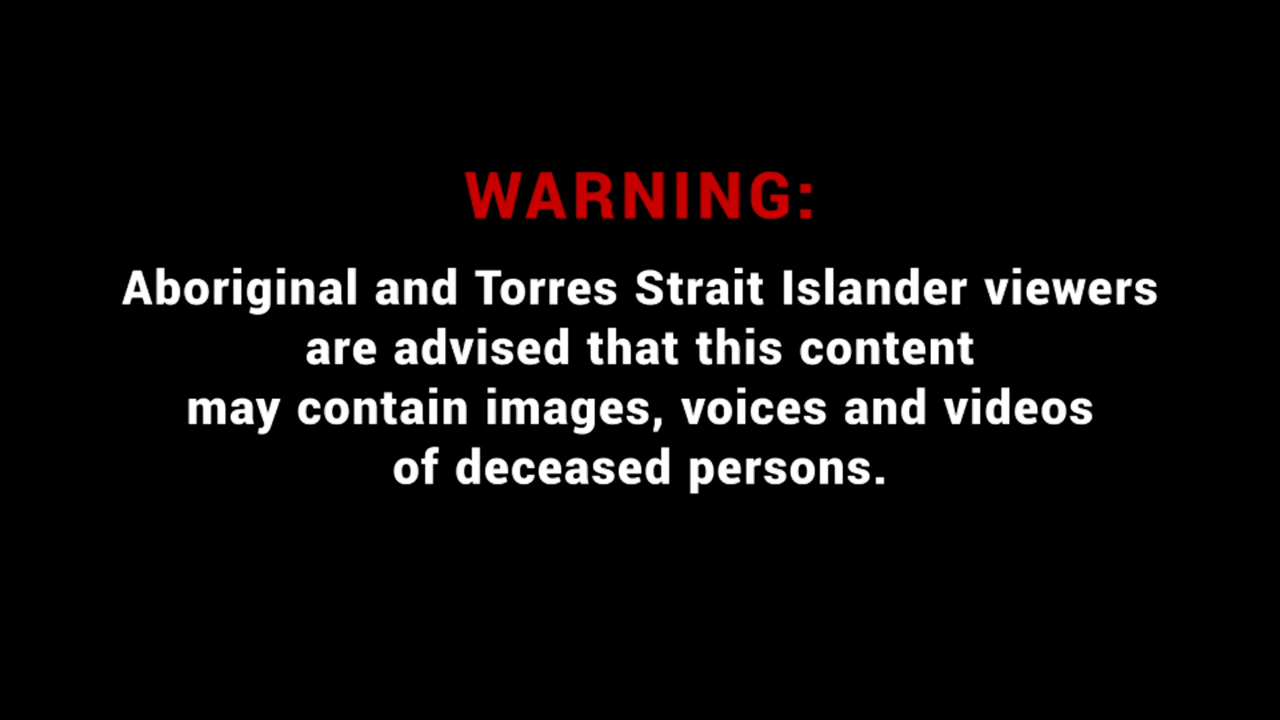 WARNING:
Aboriginal and Torres Strait Islander viewers
are advised that this content
may contain images, voices and videos
of deceased persons.